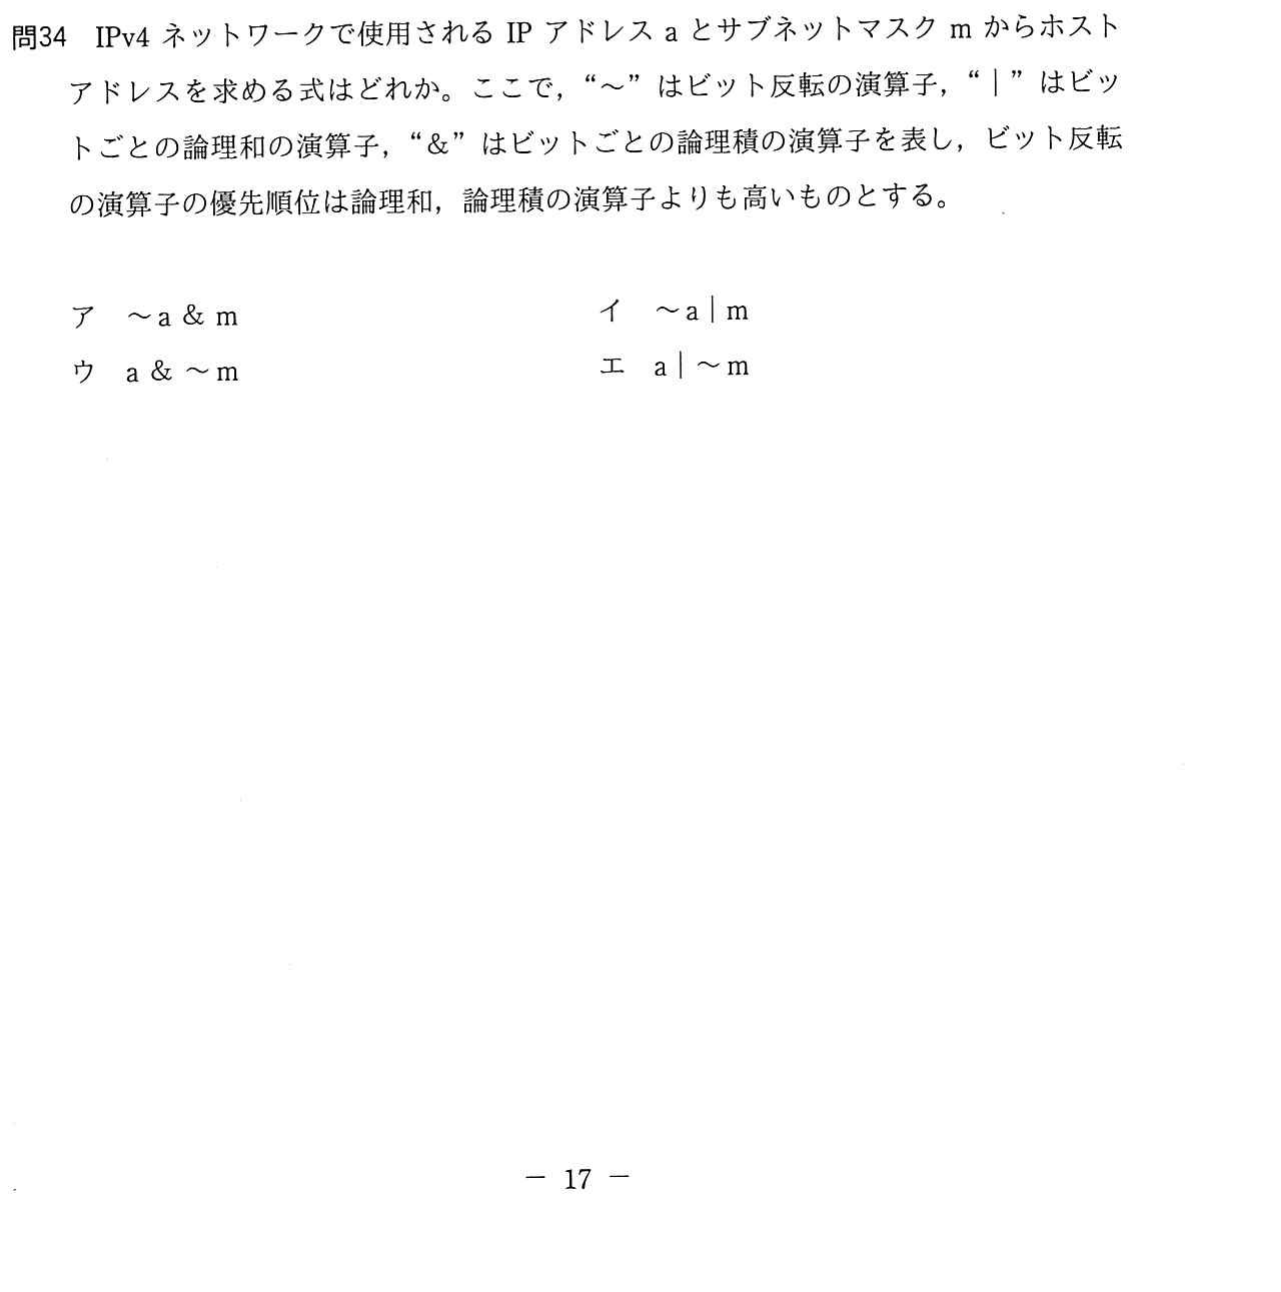 問34 IPv4 ネットワークで使用される IP アドレス a とサブネットマスク m からホスト
アドレスを求める式はどれか。ここで，“～”はビット反転の演算子，“｜”はビッ
トごとの論理和の演算子，“&”はビットごとの論理積の演算子を表し，ビット反転
の演算子の優先順位は論理和，論理積の演算子よりも高いものとする。
ア ～a & m イ ～a｜m
ウ a & ～m エ a｜～m
－ 17 －